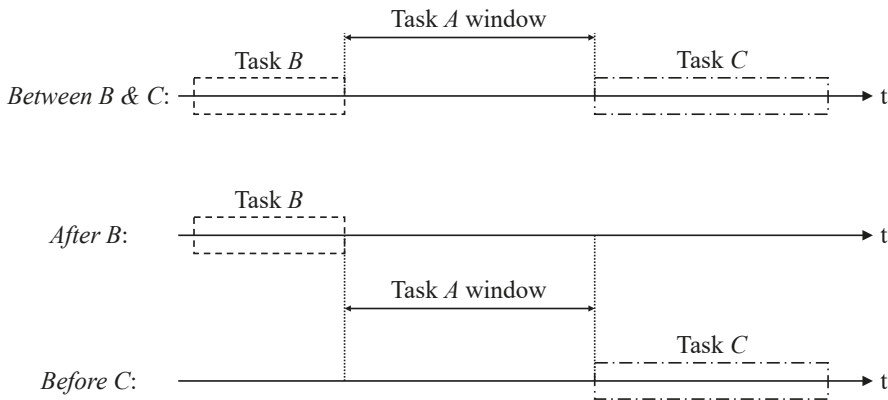 Task A window
Task B
Task C
Between B & C:
t
Task B
After B:
t
Task A window
Task C
Before C:
t